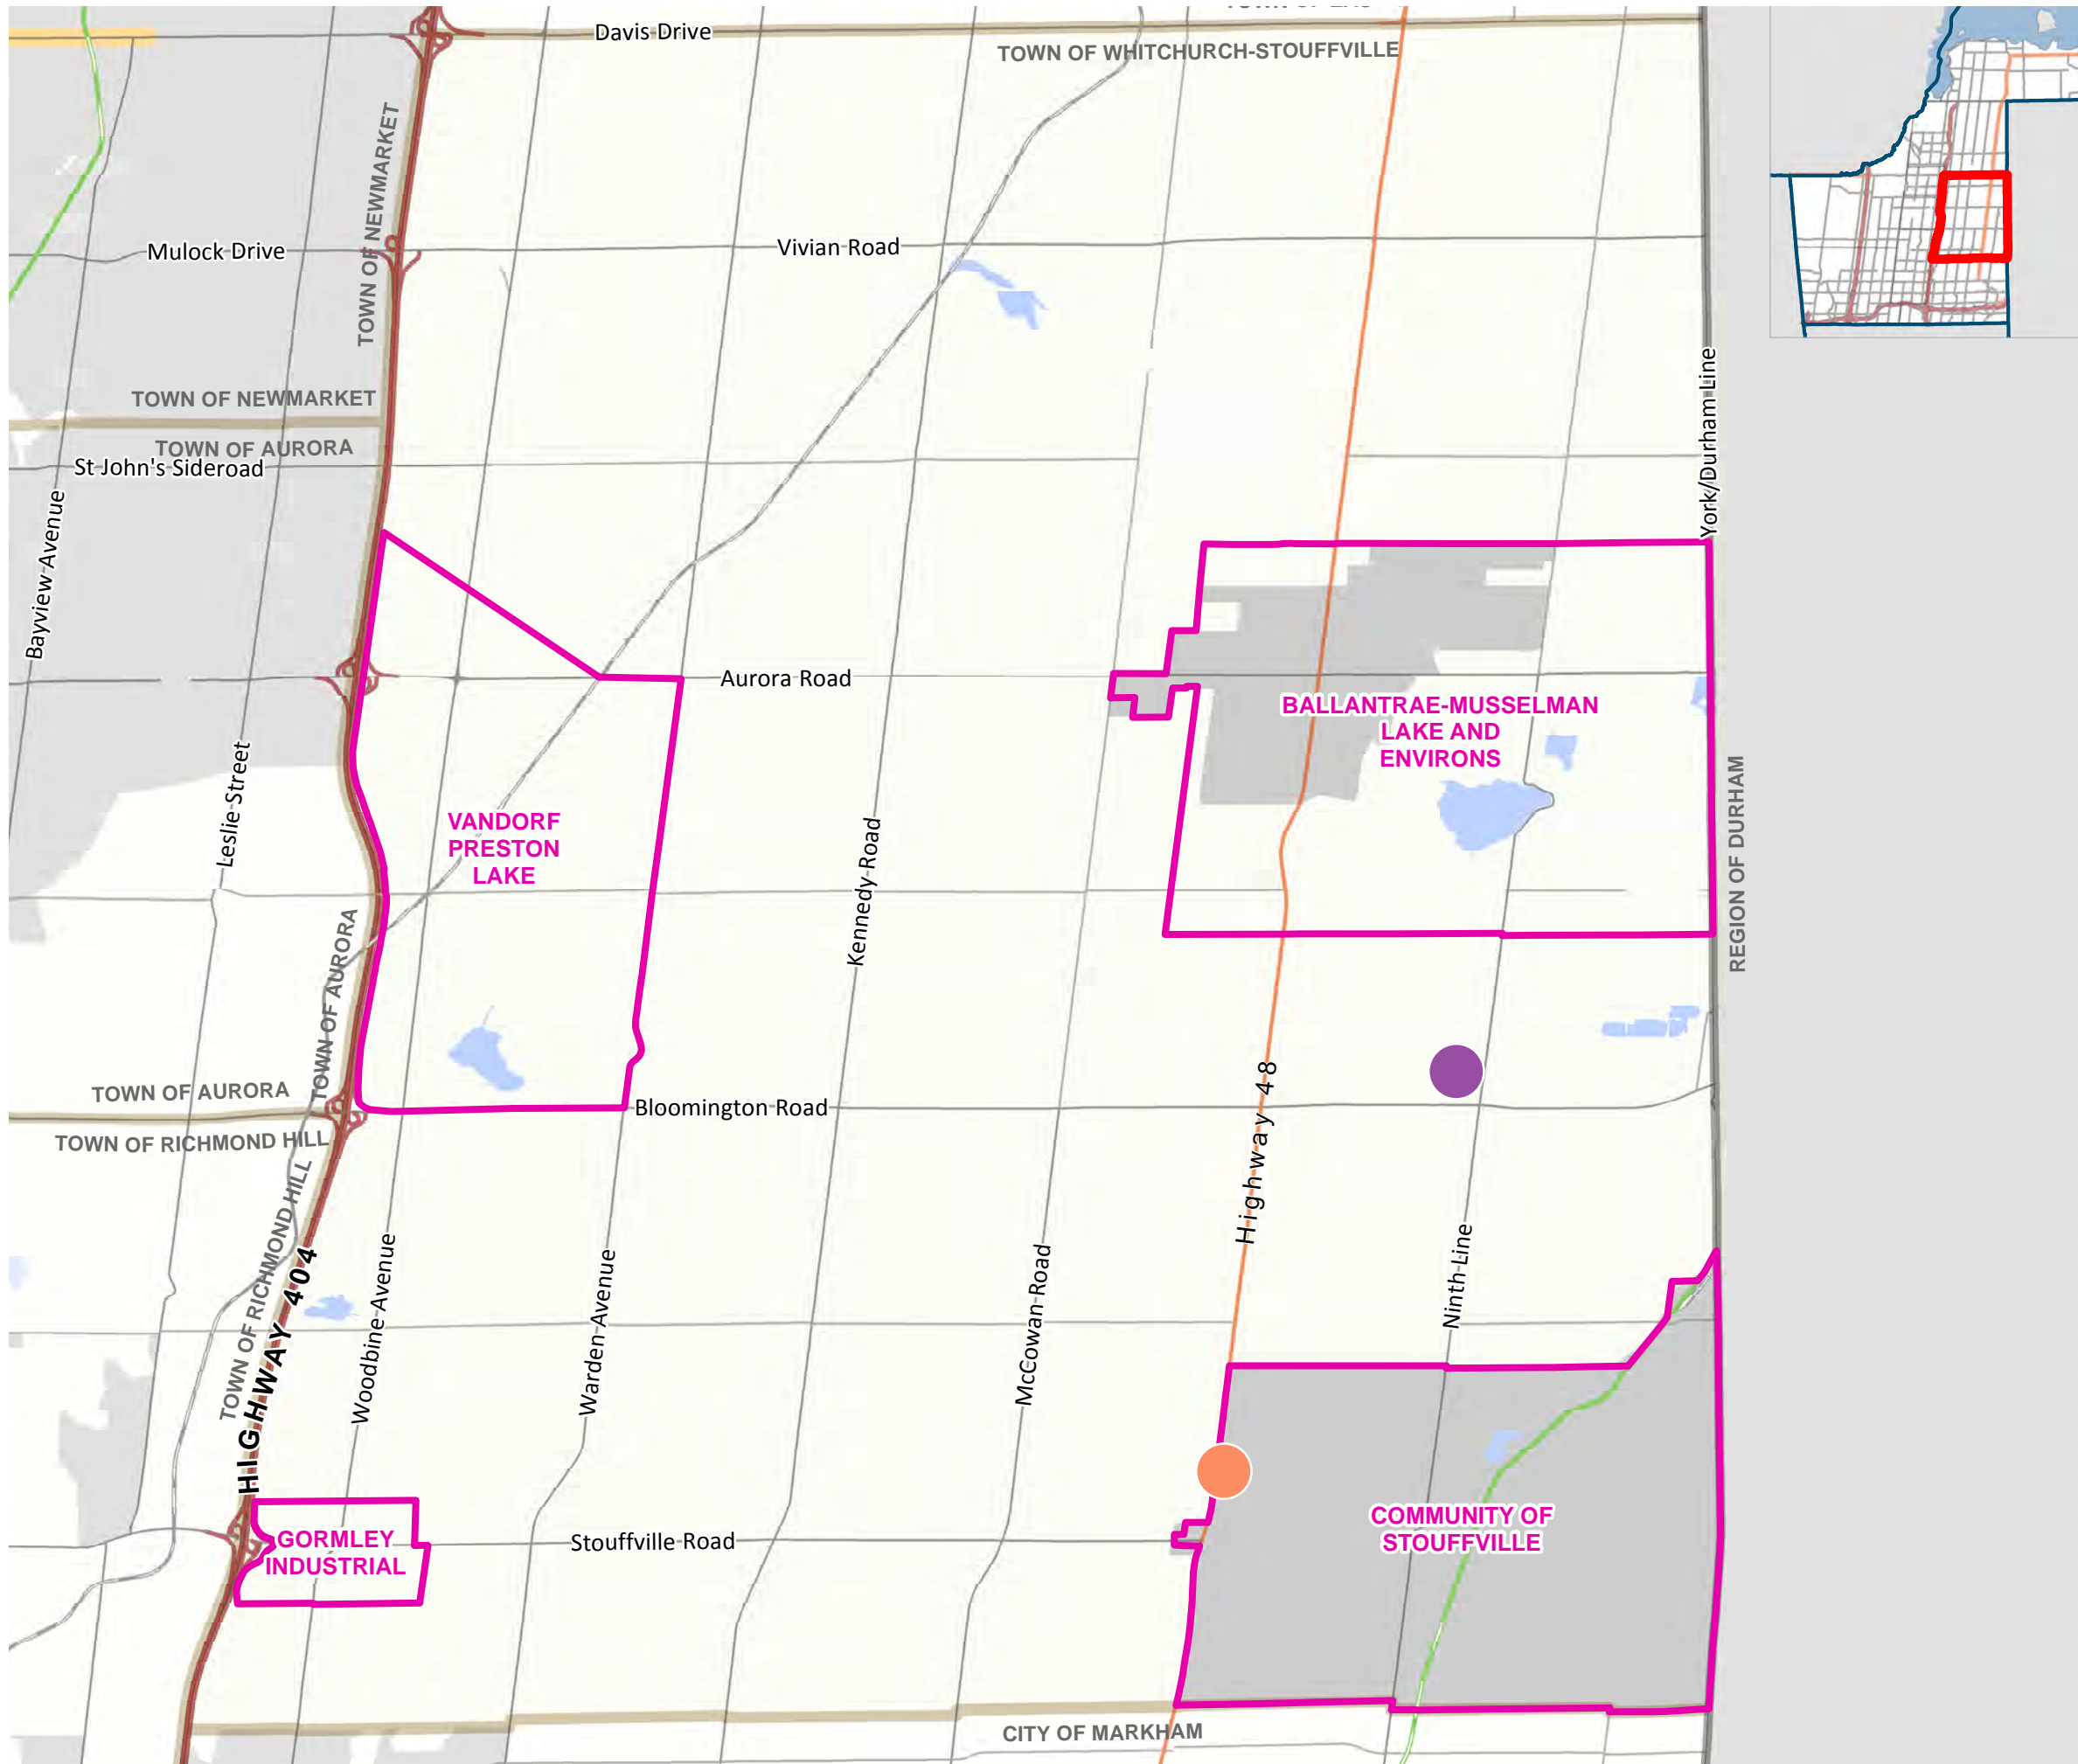 Davis Drive
TOWN OF WHITCHURCH-STOUFFVILLE
TOWN OF NEWMARKET
Mulock Drive
Vivian Road
TOWN OF NEWMARKET
TOWN OF AURORA
St John's Sideroad
York/Durham Line
Bayview Avenue
Aurora Road
BALLANTRAE-MUSSELMAN
LAKE AND
ENVIRONS
Leslie Street
VANDORF
PRESTON
LAKE
Kennedy Road
REGION OF DURHAM
TOWN OF AURORA
TOWN OF AURORA
Bloomington Road
TOWN OF RICHMOND HILL
Highway 48
TOWN OF RICHMOND HILL
HIGHWAY 404
Woodbine Avenue
Warden Avenue
McCowan Road
Ninth Line
GORMLEY
INDUSTRIAL
Stouffville Road
COMMUNITY OF
STOUFFVILLE
CITY OF MARKHAM